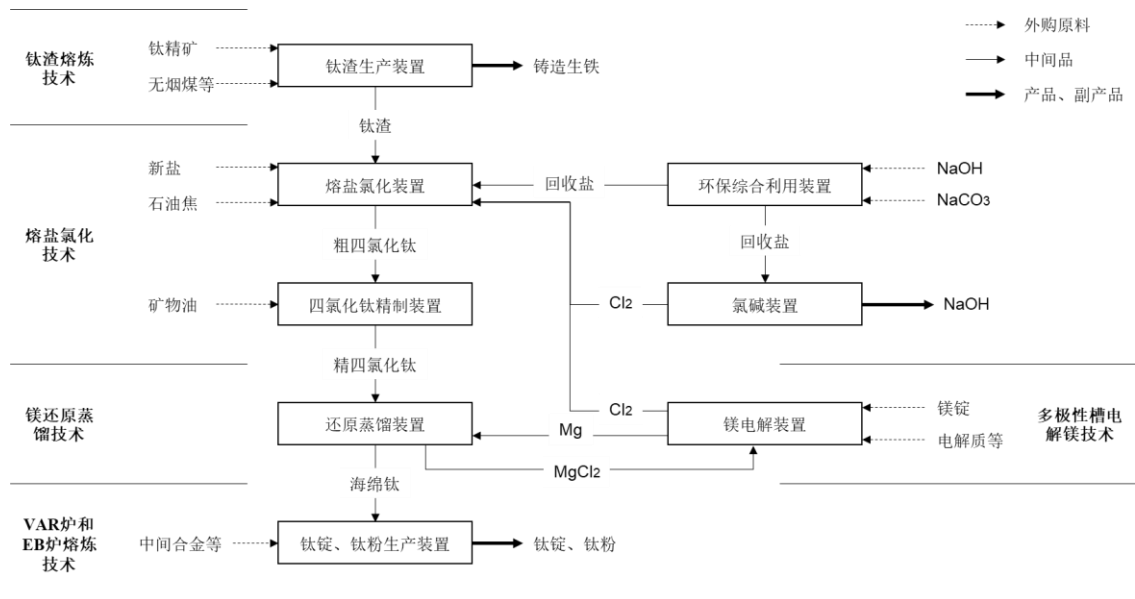 外购原料
中间品
产品、副产品
钛渣熔炼
技术
钛精矿
无烟煤等
钛渣生产装置
铸造生铁
钛渣
熔盐氯化
技术
新盐
石油焦
熔盐氯化装置
回收盐
环保综合利用装置
NaOH
NaCO3
粗四氯化钛
回收盐
矿物油
四氯化钛精制装置
Cl2
氯碱装置
NaOH
精四氯化钛
镁还原蒸
馏技术
还原蒸馏装置
Cl2
Mg
MgCl2
镁电解装置
镁锭
电解质等
多极性槽电
解镁技术
海绵钛
VAR炉和
EB炉熔炼
技术
中间合金等
钛锭、钛粉生产装置
钛锭、钛粉